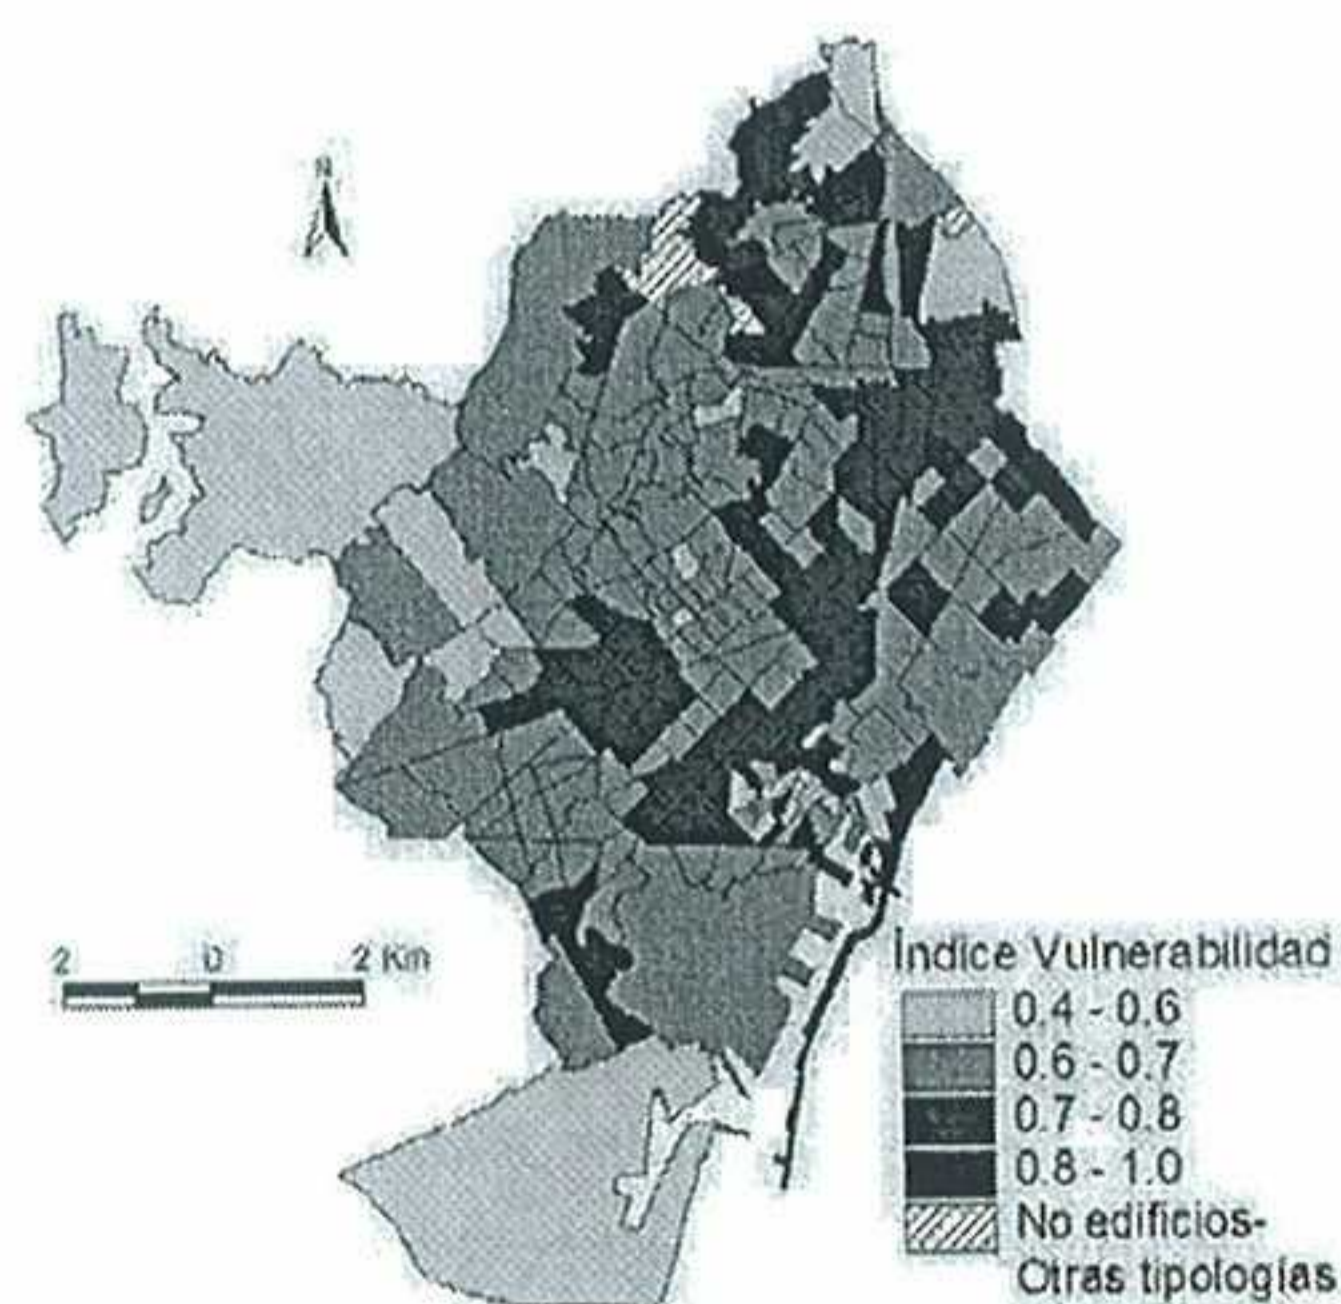 N
2 0 2 Km
Índice Vulnerabilidad
0.4 - 0.6
0.6 - 0.7
0.7 - 0.8
0.8 - 1.0
No edificios-
Otras tipologías